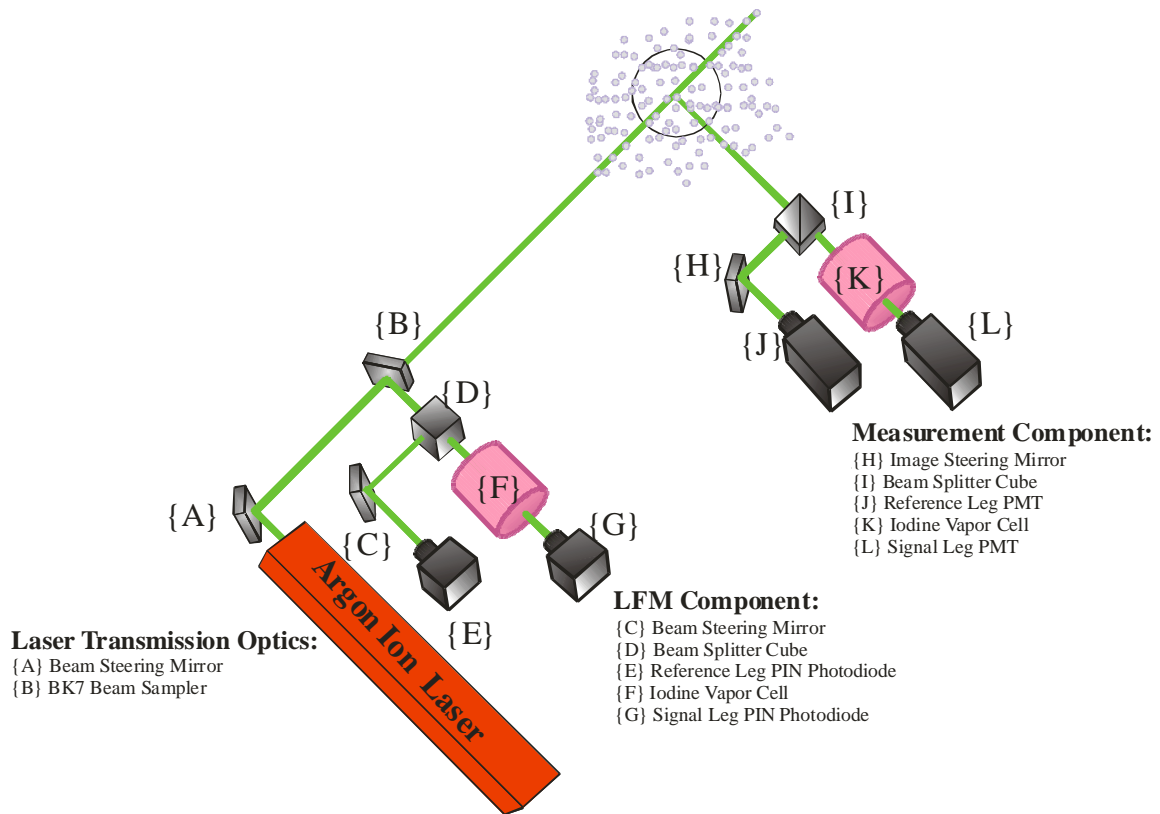 {I}
{H}
{K}
{B}
{L}
{J}
{D}
Measurement Component:
{H} Image Steering Mirror
{I} Beam Splitter Cube
{J} Reference Leg PMT
{K} Iodine Vapor Cell
{L} Signal Leg PMT
{F}
{A}
{G}
{C}
Argon Ion Laser
LFM Component:
{C} Beam Steering Mirror
{D} Beam Splitter Cube
{E} Reference Leg PIN Photodiode
{F} Iodine Vapor Cell
{G} Signal Leg PIN Photodiode
{E}
Laser Transmission Optics:
{A} Beam Steering Mirror
{B} BK7 Beam Sampler